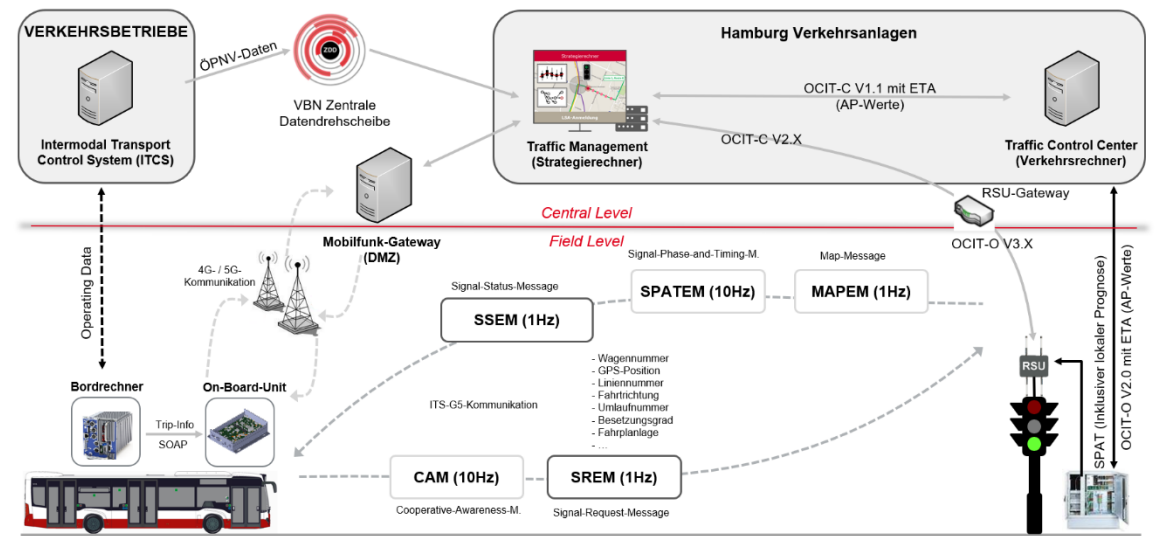 VERKEHRSBETRIEBE
Intermodal Transport
Control System (ITCS)
ÖPNV-Daten
ZDD
VBN Zentrale
Datendrehscheibe
Hamburg Verkehrsanlagen
Strategierechner
LSA-Anmeldung
Traffic Management
(Strategierechner)
OCIT-C V1.1 mit ETA
(AP-Werte)
OCIT-C V2.X
Traffic Control Center
(Verkehrsrechner)
RSU-Gateway
Central Level
Mobilfunk-Gateway
(DMZ)
Field Level
OCIT-O V3.X
Operating Data
4G- / 5G-
Kommunikation
Signal-Status-Message
SSEM (1Hz)
Signal-Phase-and-Timing-M.
SPATEM (10Hz)
Map-Message
MAPEM (1Hz)
- Wagennummer
- GPS-Position
- Liniennummer
- Fahrtrichtung
- Umlaufnummer
- Besetzungsgrad
- Fahrplanlage
- ...
ITS-G5-Kommunikation
Bordrechner
On-Board-Unit
Trip-Info
SOAP
CAM (10Hz)
Cooperative-Awareness-M.
SREM (1Hz)
Signal-Request-Message
RSU
SPAT (Inklusiver lokaler Prognose)
OCIT-O V2.0 mit ETA (AP-Werte)